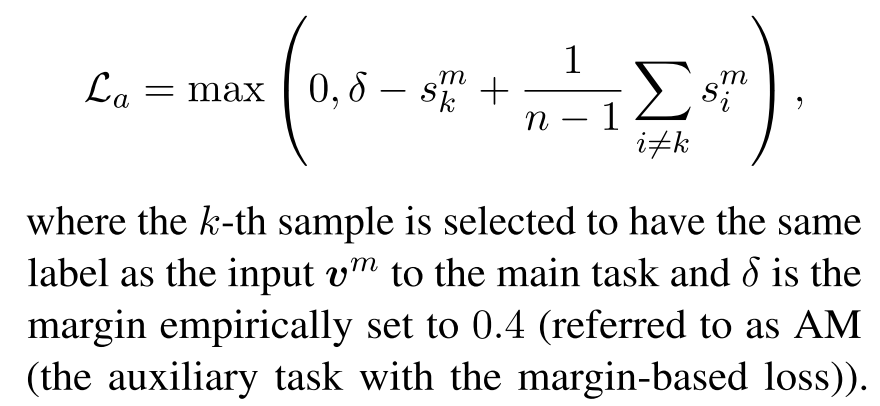 $\mathcal{L}_a = \max \left( 0, \delta - s_k^m + \frac{1}{n-1} \sum_{i \neq k} s_i^m \right),$
where the $k$-th sample is selected to have the same
label as the input $\boldsymbol{v}^m$ to the main task and $\delta$ is the
margin empirically set to 0.4 (referred to as AM
(the auxiliary task with the margin-based loss)).